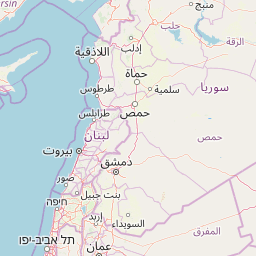 rsin
منبج
حلب
إدلب
الرقة
اللاذقية
حماة
سوريا
طرطوس
سلمية
حمص
طرابلس
حمص
لبنان
بيروت
دمشق
صور
بنت جبيل
חיפה
إربد
السويداء
المفرق
תל אביב-יפו
عمان